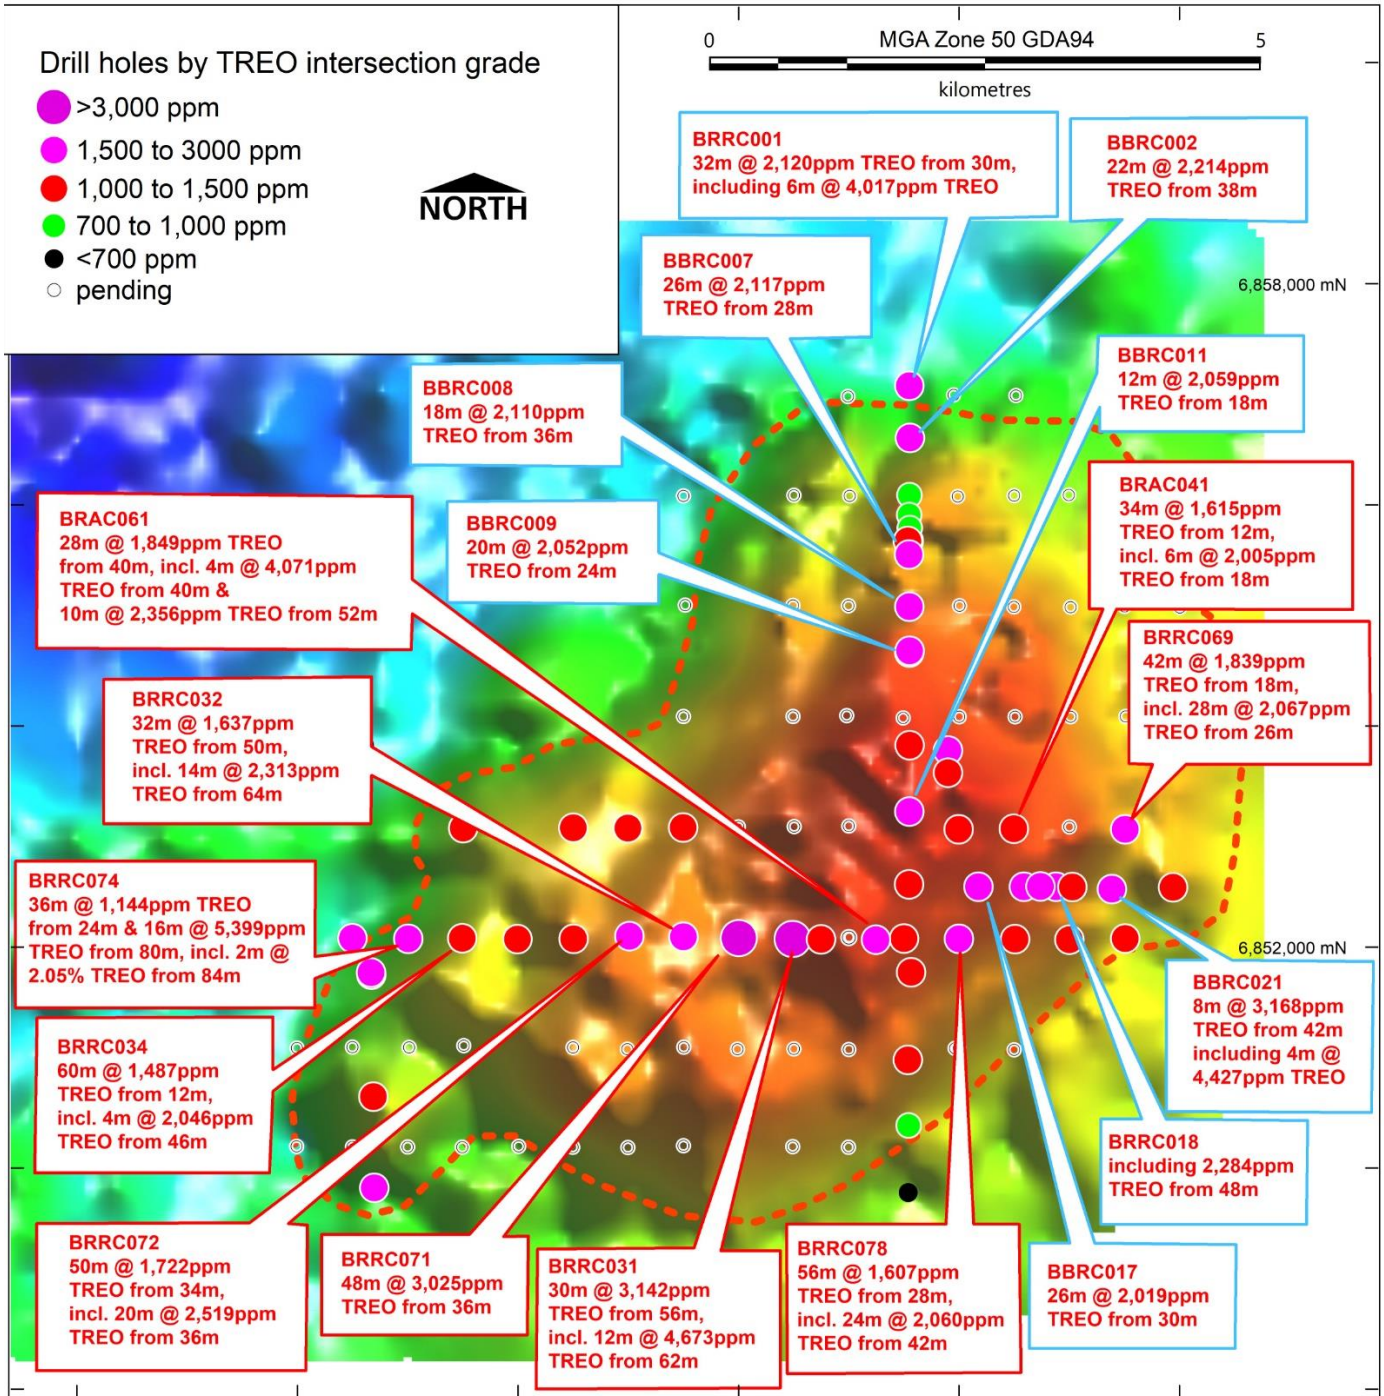 Drill holes by TREO intersection grade
>3,000 ppm
1,500 to 3000 ppm
1,000 to 1,500 ppm
700 to 1,000 ppm
<700 ppm
pending
NORTH
0 MGA Zone 50 GDA94 5
kilometres
BRRC001
32m @ 2,120ppm TREO from 30m,
including 6m @ 4,017ppm TREO
BBRC002
22m @ 2,214ppm
TREO from 38m
BBRC007
26m @ 2,117ppm
TREO from 28m
6,858,000 mN
BBRC011
12m @ 2,059ppm
TREO from 18m
BBRC008
18m @ 2,110ppm
TREO from 36m
BRAC041
34m @ 1,615ppm
TREO from 12m,
incl. 6m @ 2,005ppm
TREO from 18m
BBRC009
20m @ 2,052ppm
TREO from 24m
BRAC061
28m @ 1,849ppm TREO
from 40m, incl. 4m @ 4,071ppm
TREO from 40m &
10m @ 2,356ppm TREO from 52m
BRRC069
42m @ 1,839ppm
TREO from 18m,
incl. 28m @ 2,067ppm
TREO from 26m
BRRC032
32m @ 1,637ppm
TREO from 50m,
incl. 14m @ 2,313ppm
TREO from 64m
BRRC074
36m @ 1,144ppm TREO
from 24m & 16m @ 5,399ppm
TREO from 80m, incl. 2m @
2.05% TREO from 84m
6,852,000 mN
BBRC021
8m @ 3,168ppm
TREO from 42m
including 4m @
4,427ppm TREO
BRRC034
60m @ 1,487ppm
TREO from 12m,
incl. 4m @ 2,046ppm
TREO from 46m
BRRC018
including 2,284ppm
TREO from 48m
BRRC072
50m @ 1,722ppm
TREO from 34m,
incl. 20m @ 2,519ppm
TREO from 36m
BRRC071
48m @ 3,025ppm
TREO from 36m
BRRC031
30m @ 3,142ppm
TREO from 56m,
incl. 12m @ 4,673ppm
TREO from 62m
BRRC078
56m @ 1,607ppm
TREO from 28m,
incl. 24m @ 2,060ppm
TREO from 42m
BBRC017
26m @ 2,019ppm
TREO from 30m